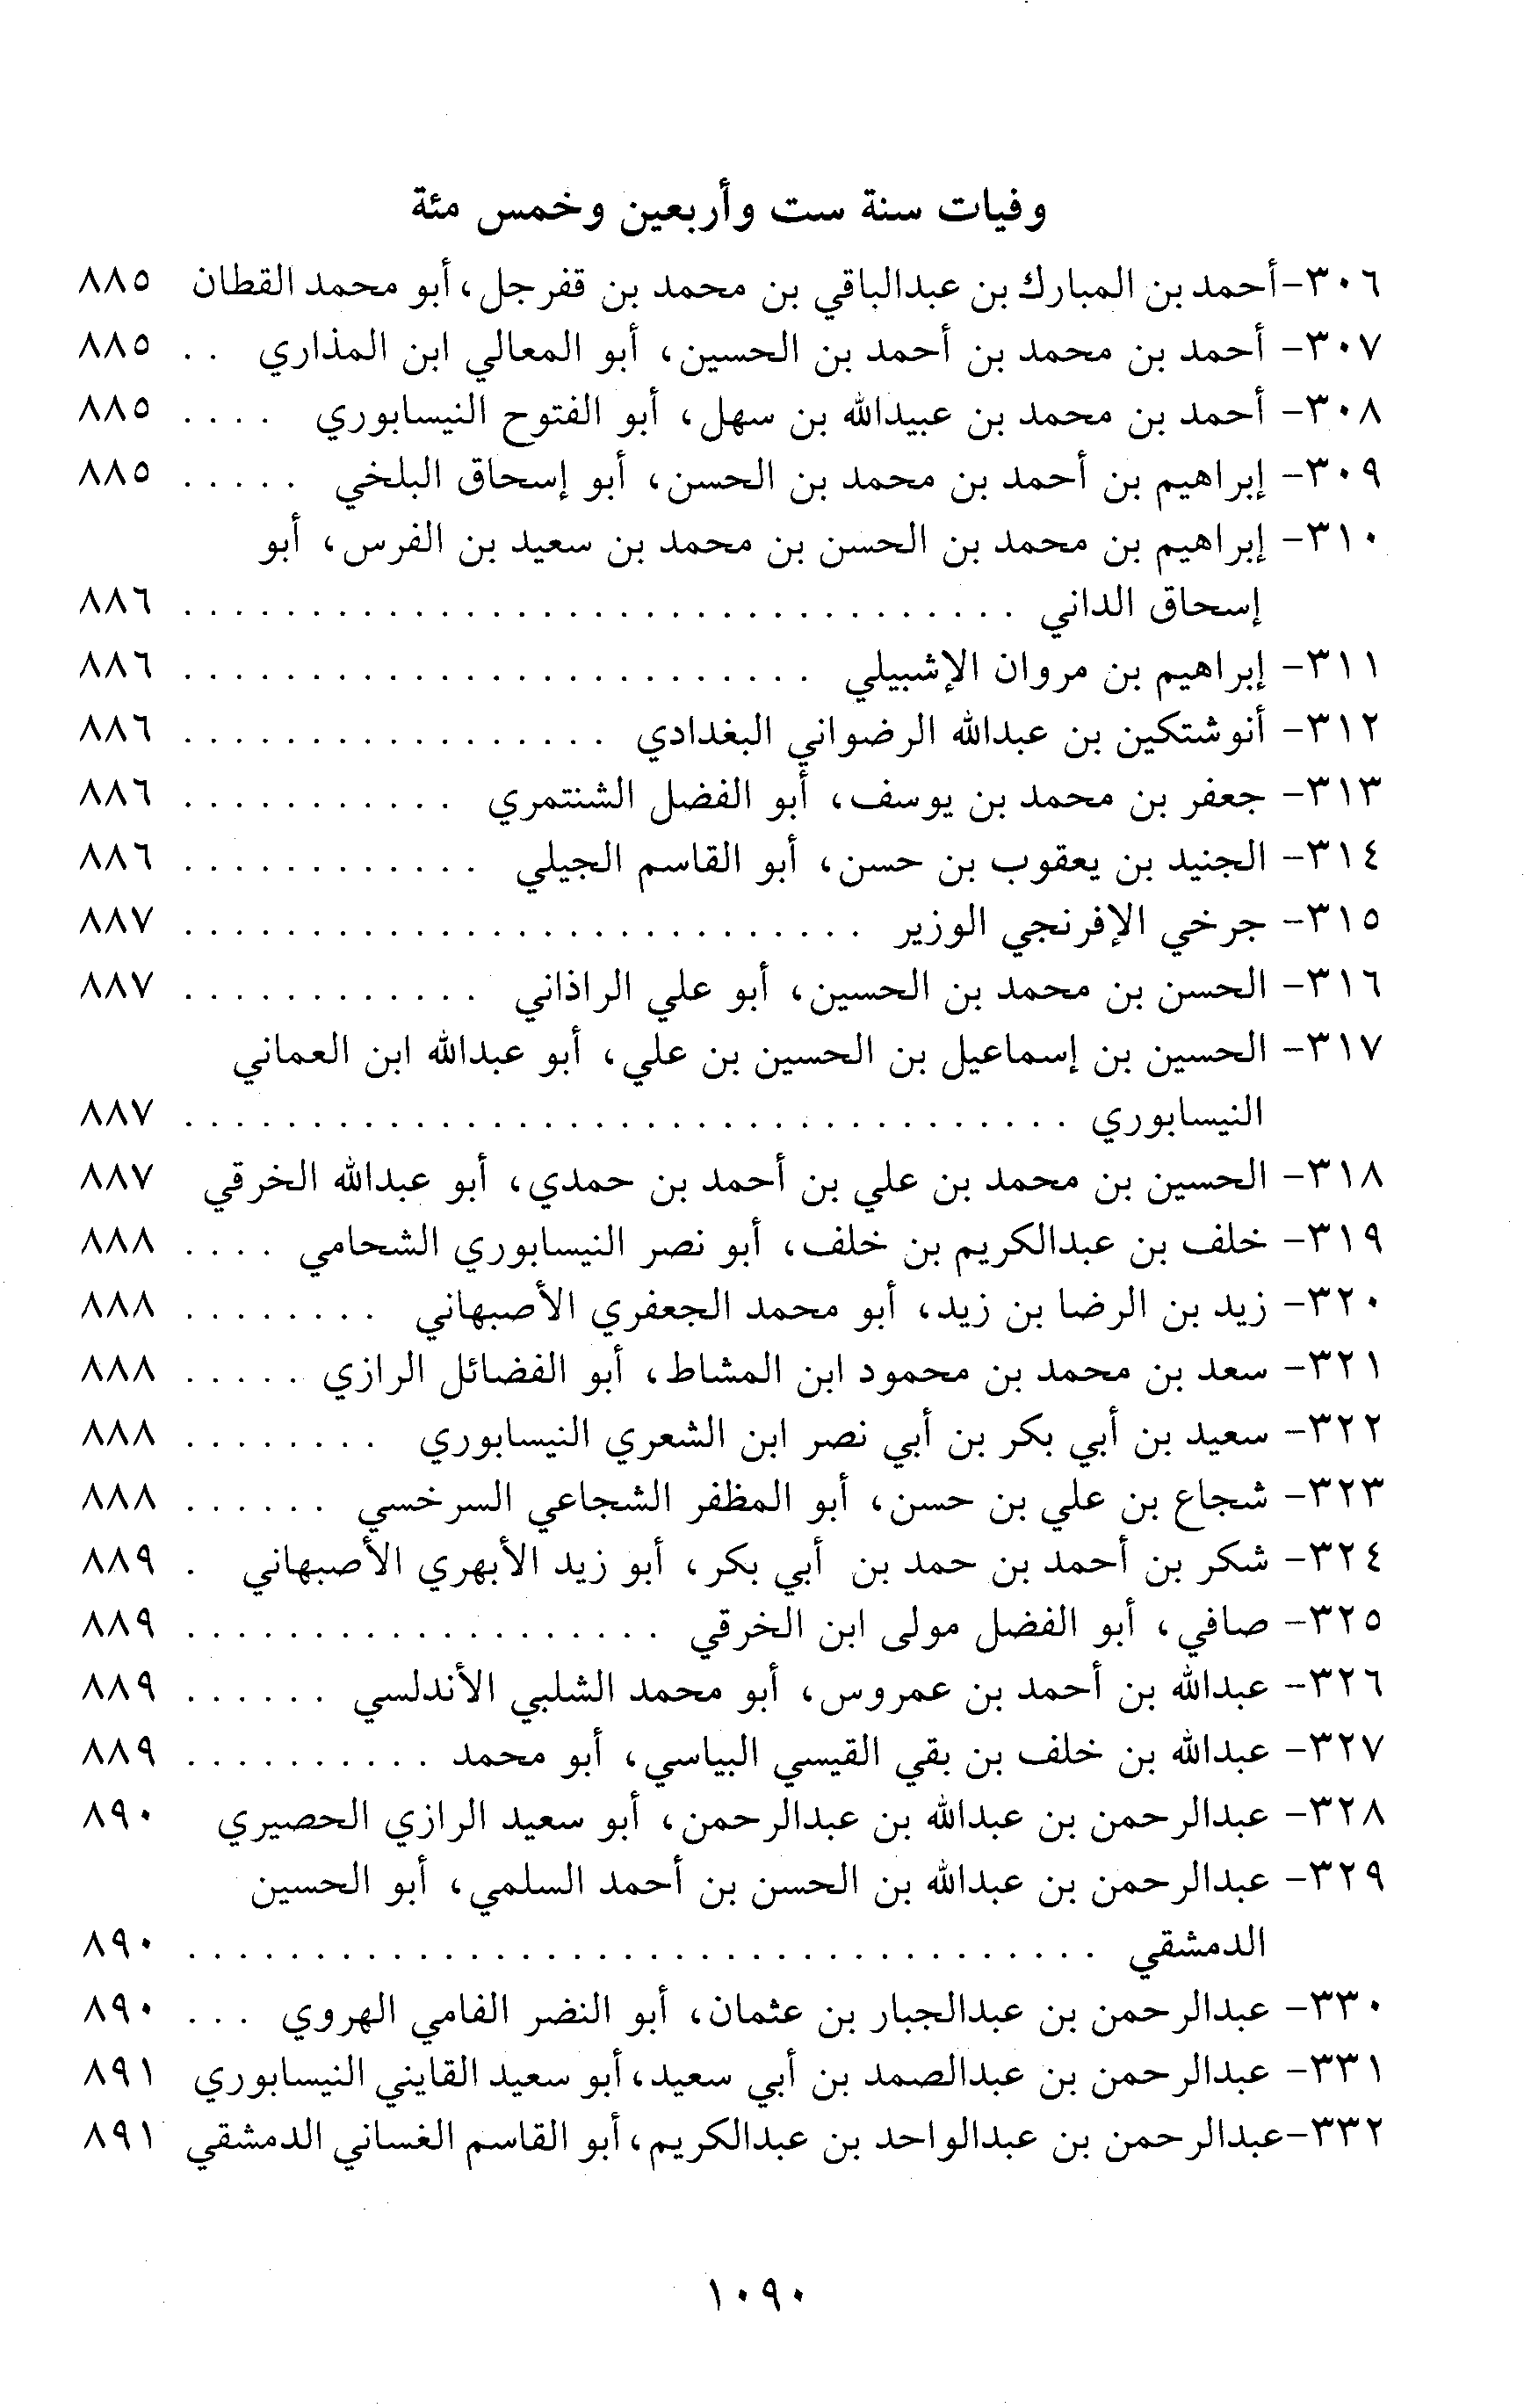 وفيات سنة ست وأربعين وخمس مئة
٣٠٦-أحمد بن المبارك بن عبدالباقي بن محمد بن قفرجل، أبو محمد القطان ٨٨٥
٣٠٧- أحمد بن محمد بن أحمد بن الحسين، أبو المعالي ابن المذاري . . ٨٨٥
٣٠٨- أحمد بن محمد بن عبيدالله بن سهل، أبو الفتوح النيسابوري . . . . ٨٨٥
٣٠٩- إبراهيم بن أحمد بن محمد بن الحسن، أبو إسحاق البلخي . . . . . ٨٨٥
٣١٠- إبراهيم بن محمد بن الحسن بن محمد بن سعيد بن الفرس، أبو
إسحاق الداني . . . . . . . . . . . . . . . . . . . . . . . . . . . . . . . . . ٨٨٦
٣١١- إبراهيم بن مروان الإشبيلي . . . . . . . . . . . . . . . . . . . . . . . . . ٨٨٦
٣١٢- أنوشتكين بن عبدالله الرضواني البغدادي . . . . . . . . . . . . . . . . . ٨٨٦
٣١٣- جعفر بن محمد بن يوسف، أبو الفضل الشنتمري . . . . . . . . . . . ٨٨٦
٣١٤- الجنيد بن يعقوب بن حسن، أبو القاسم الجيلي . . . . . . . . . . . . ٨٨٦
٣١٥- جرخي الإفرنجي الوزير . . . . . . . . . . . . . . . . . . . . . . . . . . . ٨٨٧
٣١٦- الحسن بن محمد بن الحسين، أبو علي الراذاني . . . . . . . . . . . . ٨٨٧
٣١٧- الحسين بن إسماعيل بن الحسين بن علي، أبو عبدالله ابن العماني
النيسابوري . . . . . . . . . . . . . . . . . . . . . . . . . . . . . . . . . . . ٨٨٧
٣١٨- الحسين بن محمد بن علي بن أحمد بن حمدي، أبو عبدالله الخرقي ٨٨٧
٣١٩- خلف بن عبدالكريم بن خلف، أبو نصر النيسابوري الشحامي . . . . ٨٨٨
٣٢٠- زيد بن الرضا بن زيد، أبو محمد الجعفري الأصبهاني . . . . . . . . ٨٨٨
٣٢١- سعد بن محمد بن محمود ابن المشاط، أبو الفضائل الرازي . . . . . ٨٨٨
٣٢٢- سعيد بن أبي بكر بن أبي نصر ابن الشعري النيسابوري . . . . . . . . ٨٨٨
٣٢٣- شجاع بن علي بن حسن، أبو المظفر الشجاعي السرخسي . . . . . . ٨٨٨
٣٢٤- شكر بن أحمد بن حمد بن أبي بكر، أبو زيد الأبهري الأصبهاني . ٨٨٩
٣٢٥- صافي، أبو الفضل مولى ابن الخرقي . . . . . . . . . . . . . . . . . . . ٨٨٩
٣٢٦- عبدالله بن أحمد بن عمروس، أبو محمد الشلبي الأندلسي . . . . . . ٨٨٩
٣٢٧- عبدالله بن خلف بن بقي القيسي البياسي، أبو محمد . . . . . . . . . . ٨٨٩
٣٢٨- عبدالرحمن بن عبدالله بن عبدالرحمن، أبو سعيد الرازي الحصيري ٨٩٠
٣٢٩- عبدالرحمن بن عبدالله بن الحسن بن أحمد السلمي، أبو الحسين
الدمشقي . . . . . . . . . . . . . . . . . . . . . . . . . . . . . . . . . . . . ٨٩٠
٣٣٠- عبدالرحمن بن عبدالجبار بن عثمان، أبو النضر الفامي الهروي . . . ٨٩٠
٣٣١- عبدالرحمن بن عبدالصمد بن أبي سعيد، أبو سعيد القايني النيسابوري ٨٩١
٣٣٢-عبدالرحمن بن عبدالواحد بن عبدالكريم، أبو القاسم الغساني الدمشقي ٨٩١
١٠٩٠